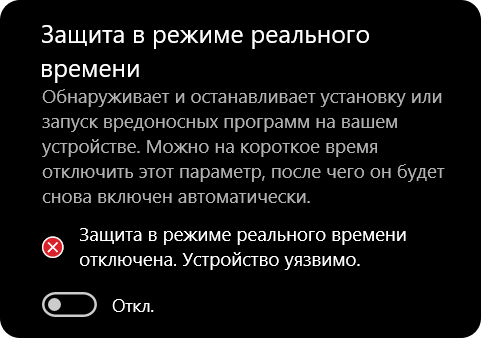 Защита в режиме реального
времени
Обнаруживает и останавливает установку или
запуск вредоносных программ на вашем
устройстве. Можно на короткое время
отключить этот параметр, после чего он будет
снова включен автоматически.
Защита в режиме реального времени
отключена. Устройство уязвимо.
Откл.